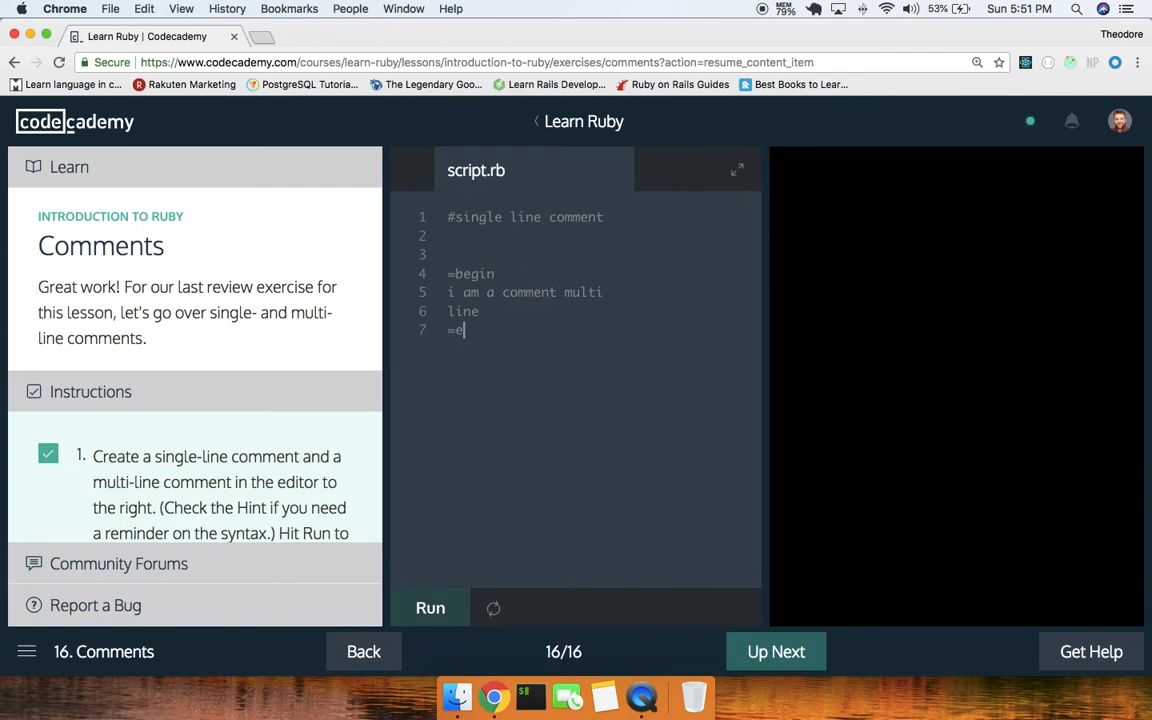 Chrome File Edit View History Bookmarks People Window Help MEM 79% 53% Sun 5:51 PM
Learn Ruby | Codecademy Theodore
Secure https://www.codecademy.com/courses/learn-ruby/lessons/introduction-to-ruby/exercises/comments?action=resume_content_item NP
Learn language in c... Rakuten Marketing PostgreSQL Tutoria... The Legendary Goo... Learn Rails Develop... Ruby on Rails Guides Best Books to Lear...
codecademy Learn Ruby
Learn
INTRODUCTION TO RUBY
Comments
Great work! For our last review exercise for
this lesson, let's go over single- and multi-
line comments.
Instructions
1. Create a single-line comment and a
multi-line comment in the editor to
the right. (Check the Hint if you need
a reminder on the syntax.) Hit Run to
Community Forums
Report a Bug
script.rb
1 #single line comment
2
3
4 =begin
5 i am a comment multi
6 line
7 =e
Run
16. Comments Back 16/16 Up Next Get Help